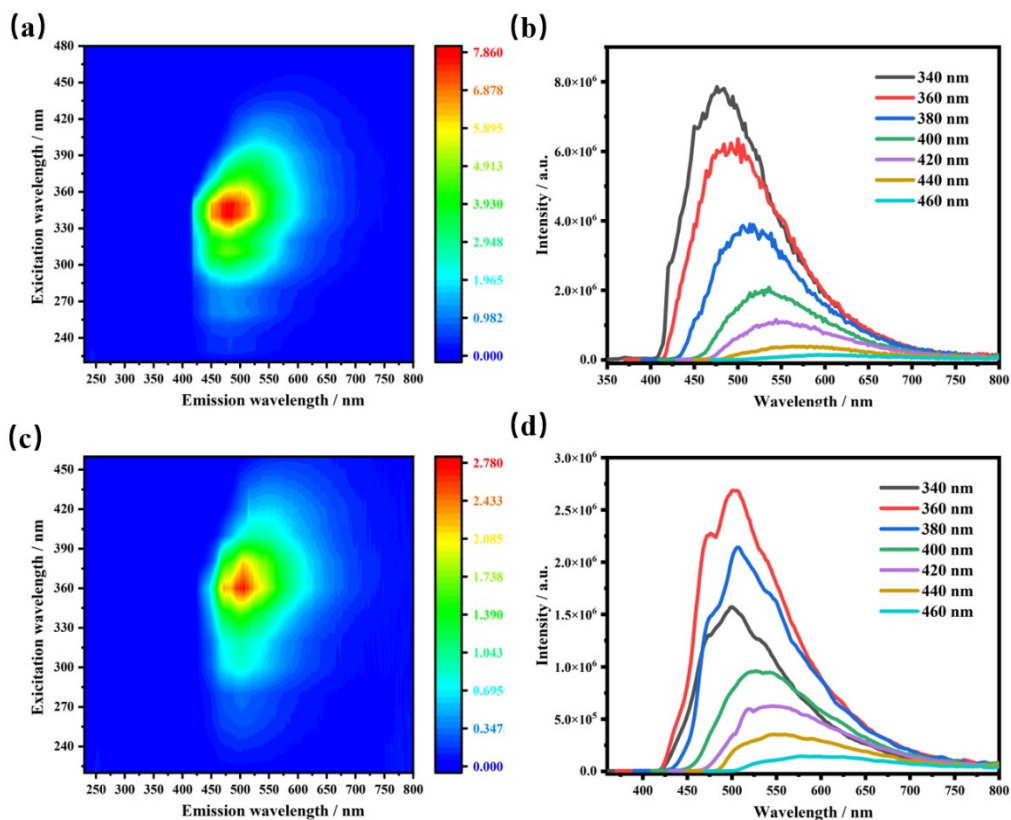 (a)
Exicitation wavelength / nm
480
450
420
390
360
330
300
270
240
250 300 350 400 450 500 550 600 650 700 750 800
Emission wavelength / nm
7.860
6.878
5.895
4.913
3.930
2.948
1.965
0.982
0.000
(b)
Intensity / a.u.
8.0×10⁶
6.0×10⁶
4.0×10⁶
2.0×10⁶
0.0
350 400 450 500 550 600 650 700 750 800
Wavelength / nm
340 nm
360 nm
380 nm
400 nm
420 nm
440 nm
460 nm
(c)
Exicitation wavelength / nm
450
420
390
360
330
300
270
240
250 300 350 400 450 500 550 600 650 700 750 800
Emission wavelength / nm
2.780
2.433
2.085
1.738
1.390
1.043
0.695
0.347
0.000
(d)
Intensity / a.u.
3.0×10⁶
2.5×10⁶
2.0×10⁶
1.5×10⁶
1.0×10⁶
5.0×10⁵
0.0
400 450 500 550 600 650 700 750 800
Wavelength / nm
340 nm
360 nm
380 nm
400 nm
420 nm
440 nm
460 nm